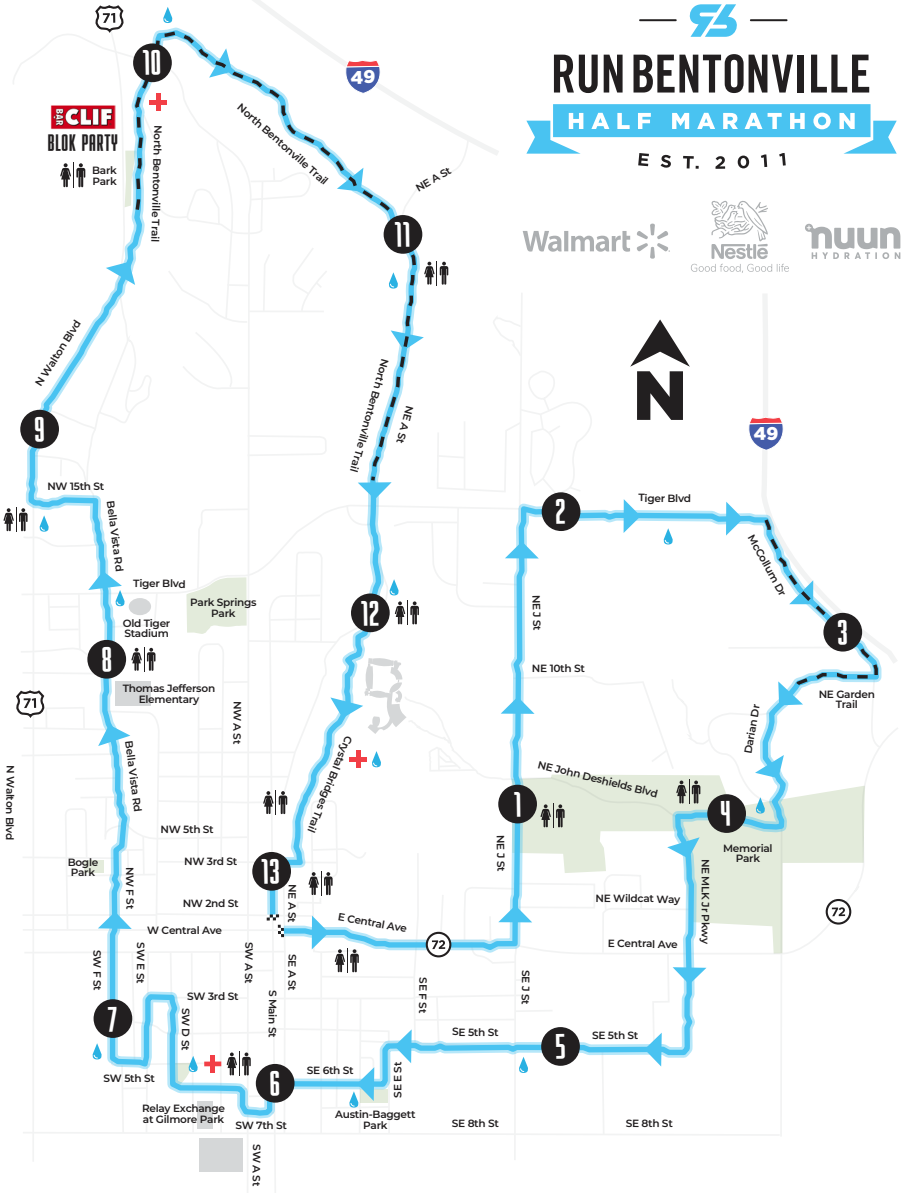 RUN BENTONVILLE
HALF MARATHON
EST. 2011
Walmart
Nestlé
Good food, Good life
nuun
HYDRATION
71
10
49
CLIF
BAR
BLOK PARTY
Bark
Park
North Bentonville Trail
North Bentonville Trail
NE A St
11
N
N Walton Blvd
9
North Bentonville Trail
NE A St
49
NW 15th St
Bella Vista Rd
2
Tiger Blvd
McCollum Dr
Tiger Blvd
Park Springs
Park
Old Tiger
Stadium
12
NE J St
3
8
Thomas Jefferson
Elementary
NE 10th St
NE Garden
Trail
71
NW A St
Darian Dr
N Walton Blvd
Bella Vista Rd
Crystal Bridges Trail
NE John Deshields Blvd
1
4
NW 5th St
NE J St
Memorial
Park
Bogle
Park
NW 3rd St
13
NW F St
NE A St
NW 2nd St
NE Wildcat Way
NE MLK Jr Pkwy
72
W Central Ave
E Central Ave
72
E Central Ave
SW F St
SW E St
SW A St
SE A St
SE F St
SE J St
SW 3rd St
S Main St
7
SW D St
SE 5th St
5
SE 5th St
SW 5th St
6
SE 6th St
SE E St
Relay Exchange
at Gilmore Park
SW 7th St
Austin-Baggett
Park
SE 8th St
SE 8th St
SW A St